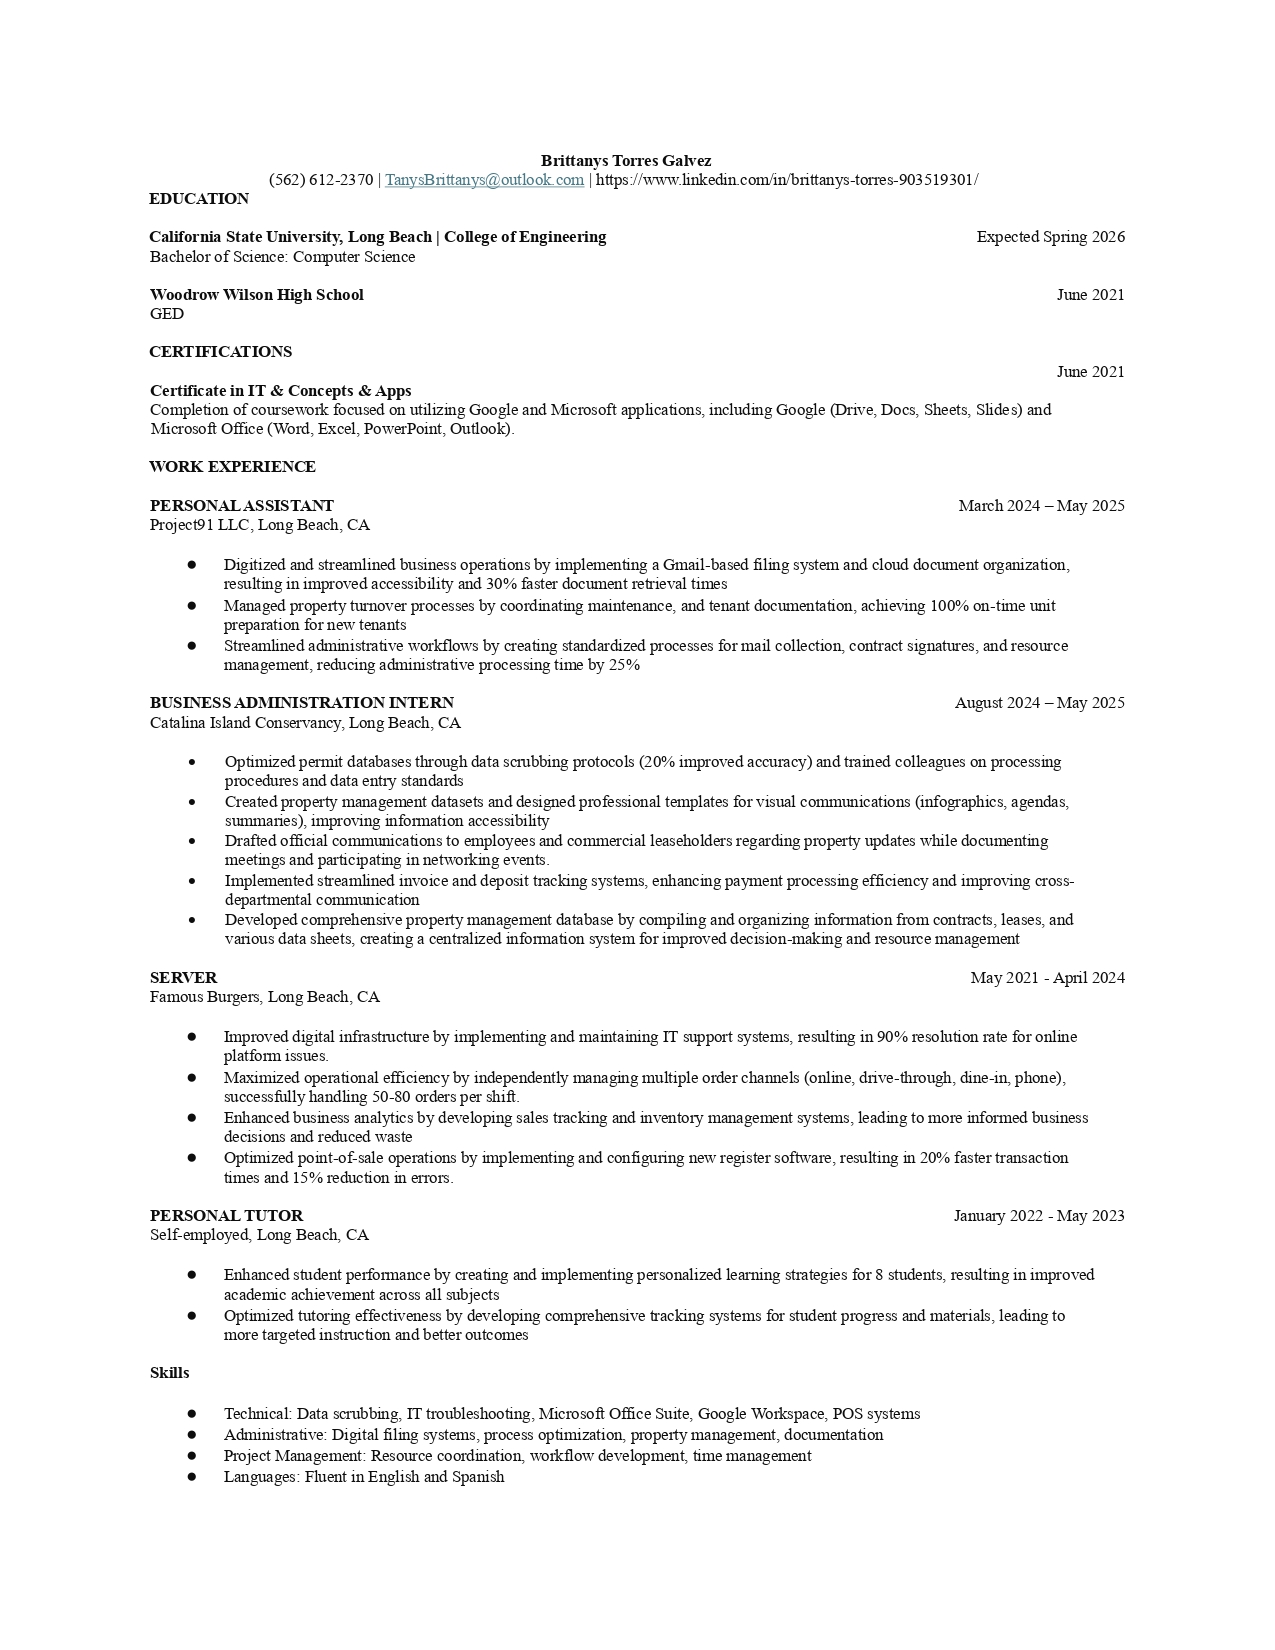 Brittanys Torres Galvez
(562) 612-2370 | TanysBrittanys@outlook.com | https://www.linkedin.com/in/brittanys-torres-903519301/
EDUCATION
California State University, Long Beach | College of Engineering Expected Spring 2026
Bachelor of Science: Computer Science
Woodrow Wilson High School June 2021
GED
CERTIFICATIONS
June 2021
Certificate in IT & Concepts & Apps
Completion of coursework focused on utilizing Google and Microsoft applications, including Google (Drive, Docs, Sheets, Slides) and
Microsoft Office (Word, Excel, PowerPoint, Outlook).
WORK EXPERIENCE
PERSONAL ASSISTANT March 2024 – May 2025
Project91 LLC, Long Beach, CA
● Digitized and streamlined business operations by implementing a Gmail-based filing system and cloud document organization,
resulting in improved accessibility and 30% faster document retrieval times
● Managed property turnover processes by coordinating maintenance, and tenant documentation, achieving 100% on-time unit
preparation for new tenants
● Streamlined administrative workflows by creating standardized processes for mail collection, contract signatures, and resource
management, reducing administrative processing time by 25%
BUSINESS ADMINISTRATION INTERN August 2024 – May 2025
Catalina Island Conservancy, Long Beach, CA
• Optimized permit databases through data scrubbing protocols (20% improved accuracy) and trained colleagues on processing
procedures and data entry standards
• Created property management datasets and designed professional templates for visual communications (infographics, agendas,
summaries), improving information accessibility
• Drafted official communications to employees and commercial leaseholders regarding property updates while documenting
meetings and participating in networking events.
• Implemented streamlined invoice and deposit tracking systems, enhancing payment processing efficiency and improving cross-
departmental communication
• Developed comprehensive property management database by compiling and organizing information from contracts, leases, and
various data sheets, creating a centralized information system for improved decision-making and resource management
SERVER May 2021 - April 2024
Famous Burgers, Long Beach, CA
● Improved digital infrastructure by implementing and maintaining IT support systems, resulting in 90% resolution rate for online
platform issues.
● Maximized operational efficiency by independently managing multiple order channels (online, drive-through, dine-in, phone),
successfully handling 50-80 orders per shift.
● Enhanced business analytics by developing sales tracking and inventory management systems, leading to more informed business
decisions and reduced waste
● Optimized point-of-sale operations by implementing and configuring new register software, resulting in 20% faster transaction
times and 15% reduction in errors.
PERSONAL TUTOR January 2022 - May 2023
Self-employed, Long Beach, CA
● Enhanced student performance by creating and implementing personalized learning strategies for 8 students, resulting in improved
academic achievement across all subjects
● Optimized tutoring effectiveness by developing comprehensive tracking systems for student progress and materials, leading to
more targeted instruction and better outcomes
Skills
● Technical: Data scrubbing, IT troubleshooting, Microsoft Office Suite, Google Workspace, POS systems
● Administrative: Digital filing systems, process optimization, property management, documentation
● Project Management: Resource coordination, workflow development, time management
● Languages: Fluent in English and Spanish